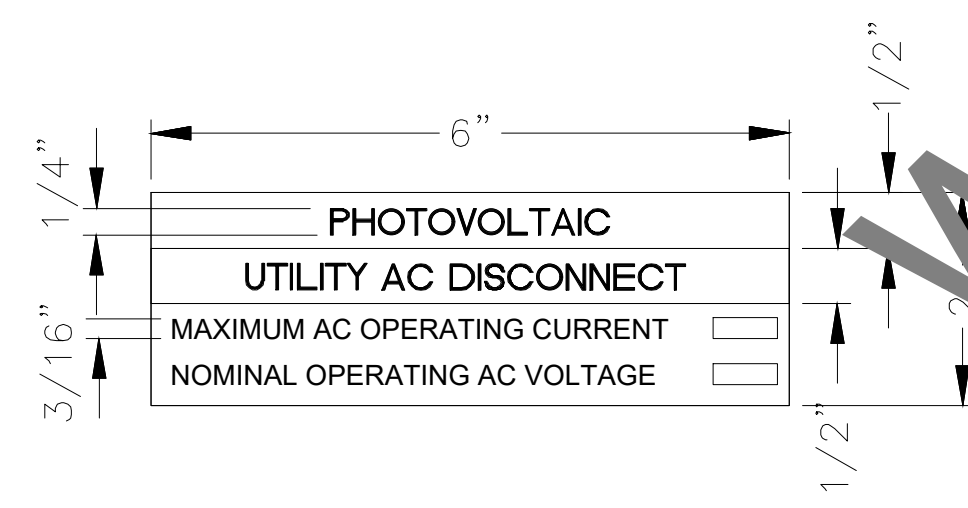 6”
1/2”
1/4”
PHOTOVOLTAIC
UTILITY AC DISCONNECT
3/16”
MAXIMUM AC OPERATING CURRENT
NOMINAL OPERATING AC VOLTAGE
1/2”